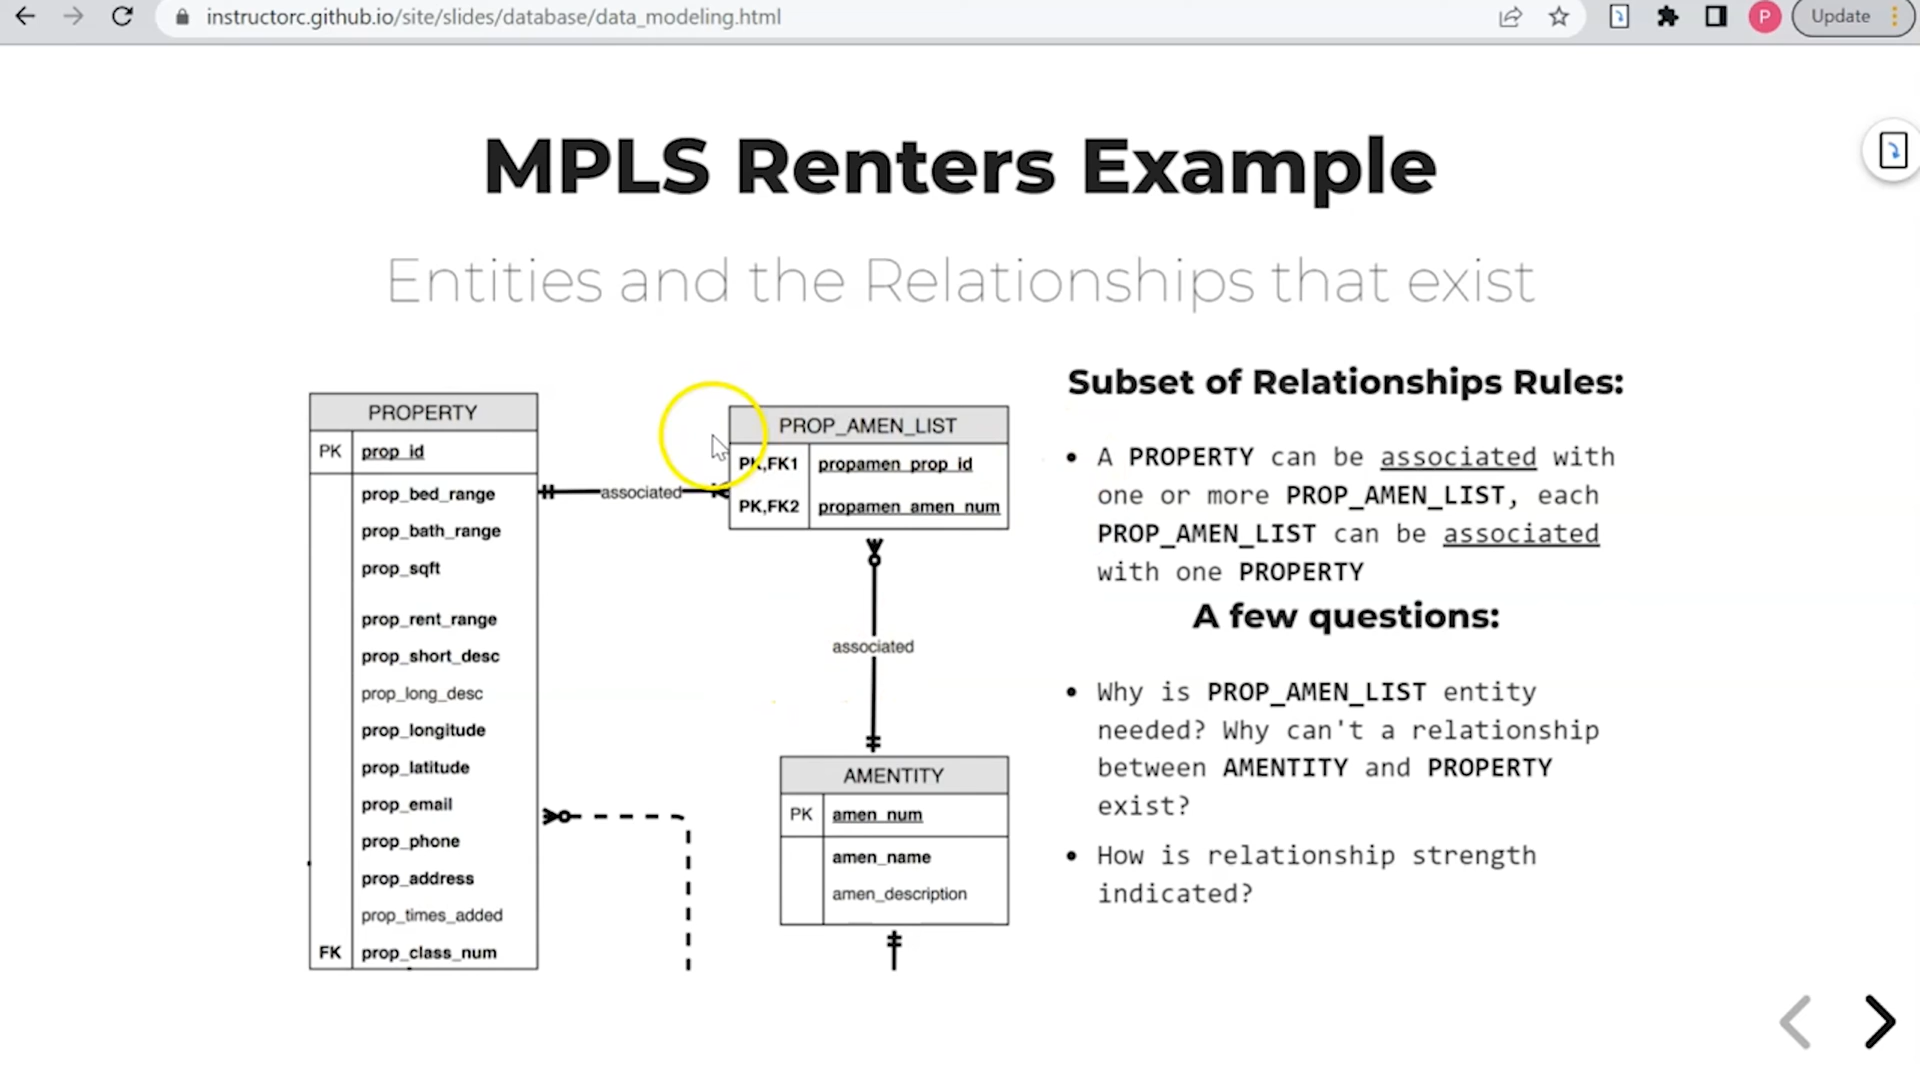 instructorc.github.io/site/slides/database/data_modeling.html
P
Update
MPLS Renters Example
Entities and the Relationships that exist
PROPERTY
PK prop_id
prop_bed_range
prop_bath_range
prop_sqft
prop_rent_range
prop_short_desc
prop_long_desc
prop_longitude
prop_latitude
prop_email
prop_phone
prop_address
prop_times_added
FK prop_class_num
associated
PROP_AMEN_LIST
PK,FK1 propamen_prop_id
PK,FK2 propamen_amen_num
associated
AMENTITY
PK amen_num
amen_name
amen_description
Subset of Relationships Rules:
• A PROPERTY can be associated with
one or more PROP_AMEN_LIST, each
PROP_AMEN_LIST can be associated
with one PROPERTY
A few questions:
• Why is PROP_AMEN_LIST entity
needed? Why can't a relationship
between AMENTITY and PROPERTY
exist?
• How is relationship strength
indicated?